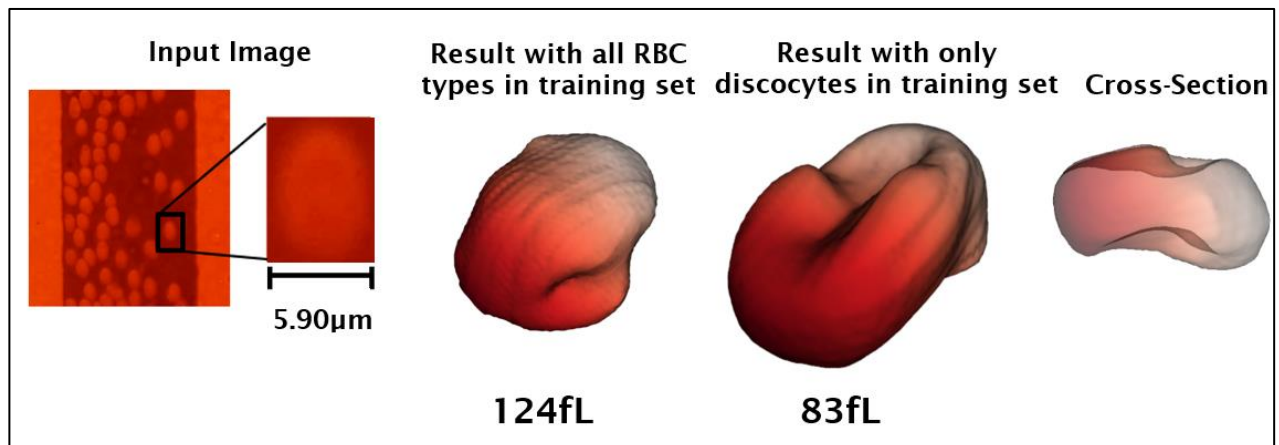 Input Image
Result with all RBC
types in training set
Result with only
discocytes in training set
Cross-Section
5.90µm
124fL
83fL